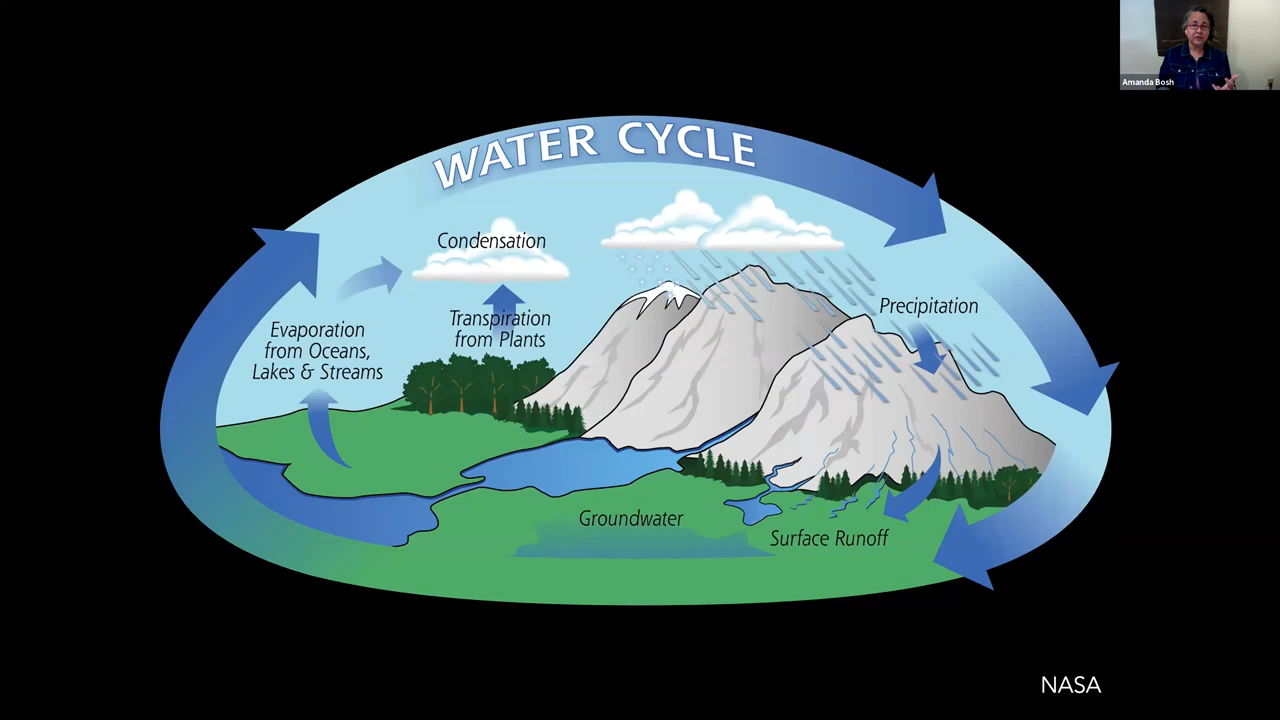 Amanda Bosh
WATER CYCLE
Condensation
Precipitation
Transpiration
from Plants
Evaporation
from Oceans,
Lakes & Streams
Groundwater
Surface Runoff
NASA